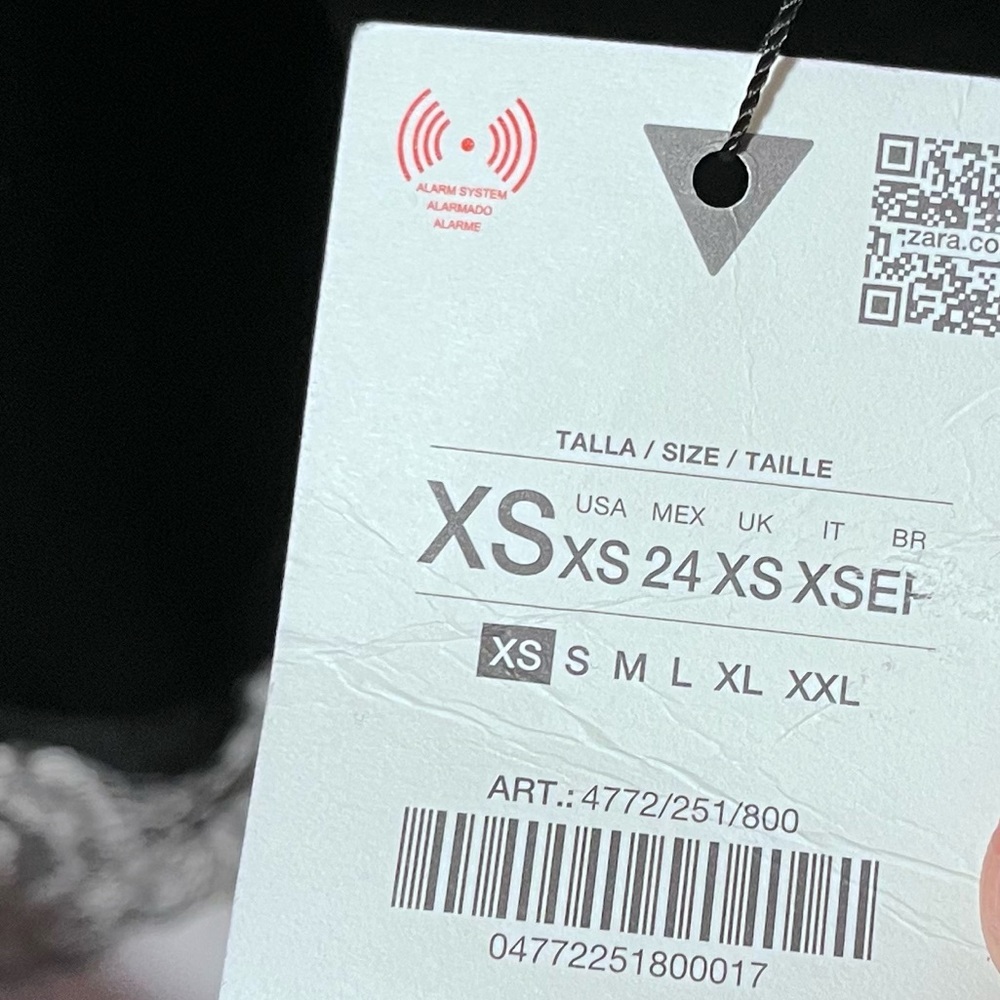 ALARM SYSTEM
ALARMADO
ALARME
zara.co
TALLA / SIZE / TAILLE
USA MEX UK IT BR
XS XS 24 XS XS
XS S M L XL XXL
ART.: 4772/251/800
04772251800017